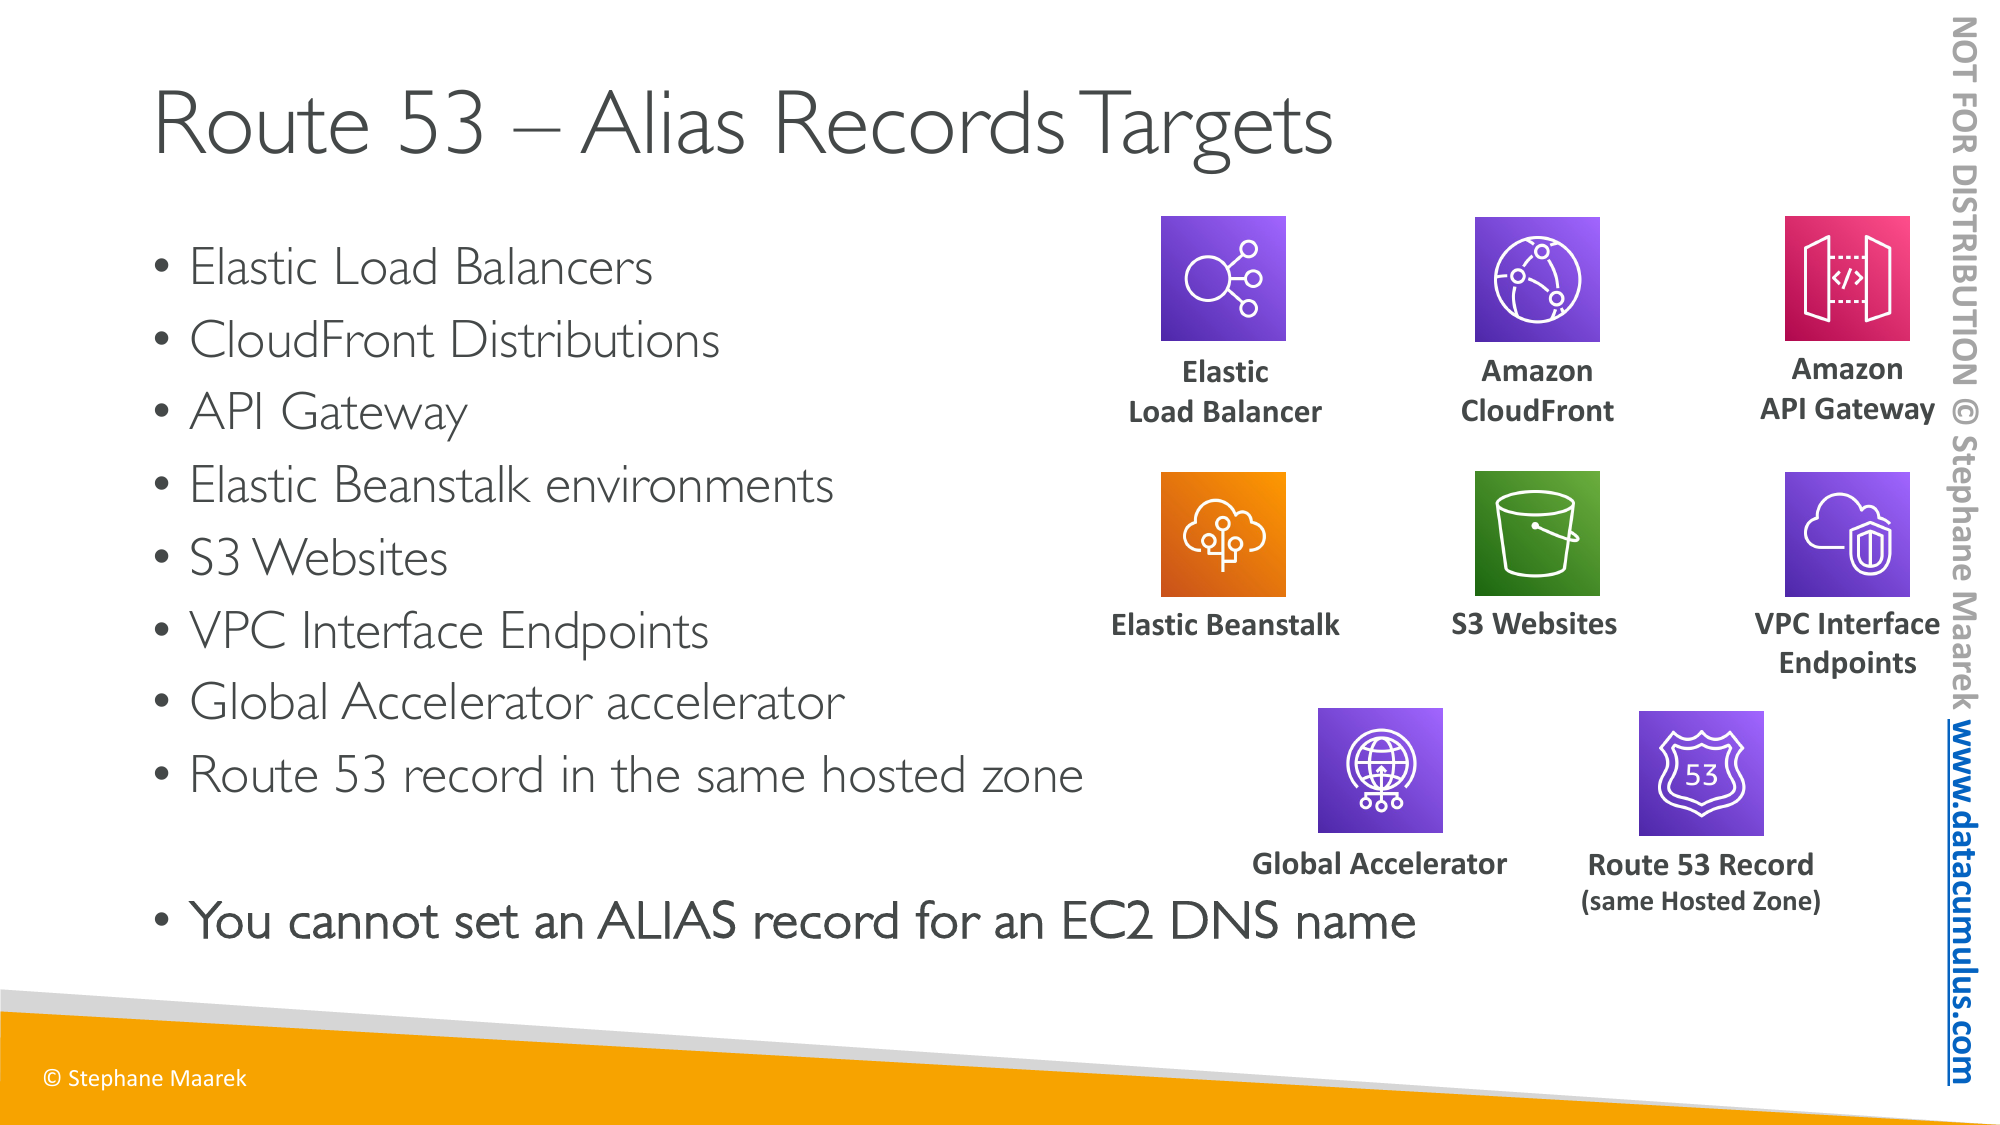 Route 53 – Alias Records Targets
• Elastic Load Balancers
• CloudFront Distributions
• API Gateway
• Elastic Beanstalk environments
• S3 Websites
• VPC Interface Endpoints
• Global Accelerator accelerator
• Route 53 record in the same hosted zone
• You cannot set an ALIAS record for an EC2 DNS name
Elastic
Load Balancer
Amazon
CloudFront
</>
Amazon
API Gateway
Elastic Beanstalk
S3 Websites
VPC Interface
Endpoints
Global Accelerator
53
Route 53 Record
(same Hosted Zone)
© Stephane Maarek
NOT FOR DISTRIBUTION © Stephane Maarek www.datacumulus.com